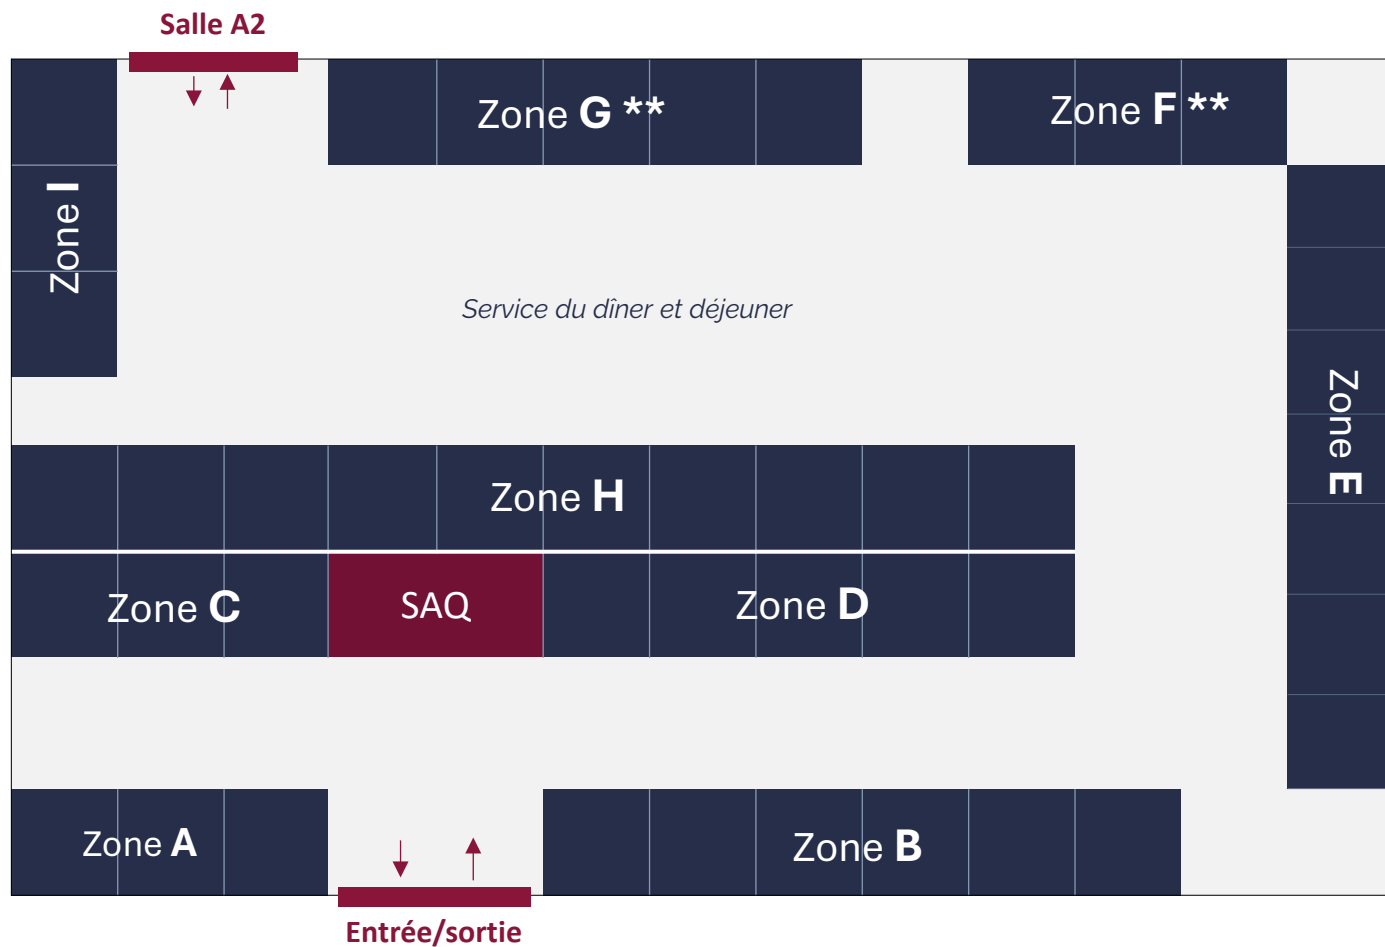 Salle A2
Zone G **
Zone F **
Zone I
Service du dîner et déjeuner
Zone E
Zone H
Zone C
SAQ
Zone D
Zone A
Zone B
Entrée/sortie